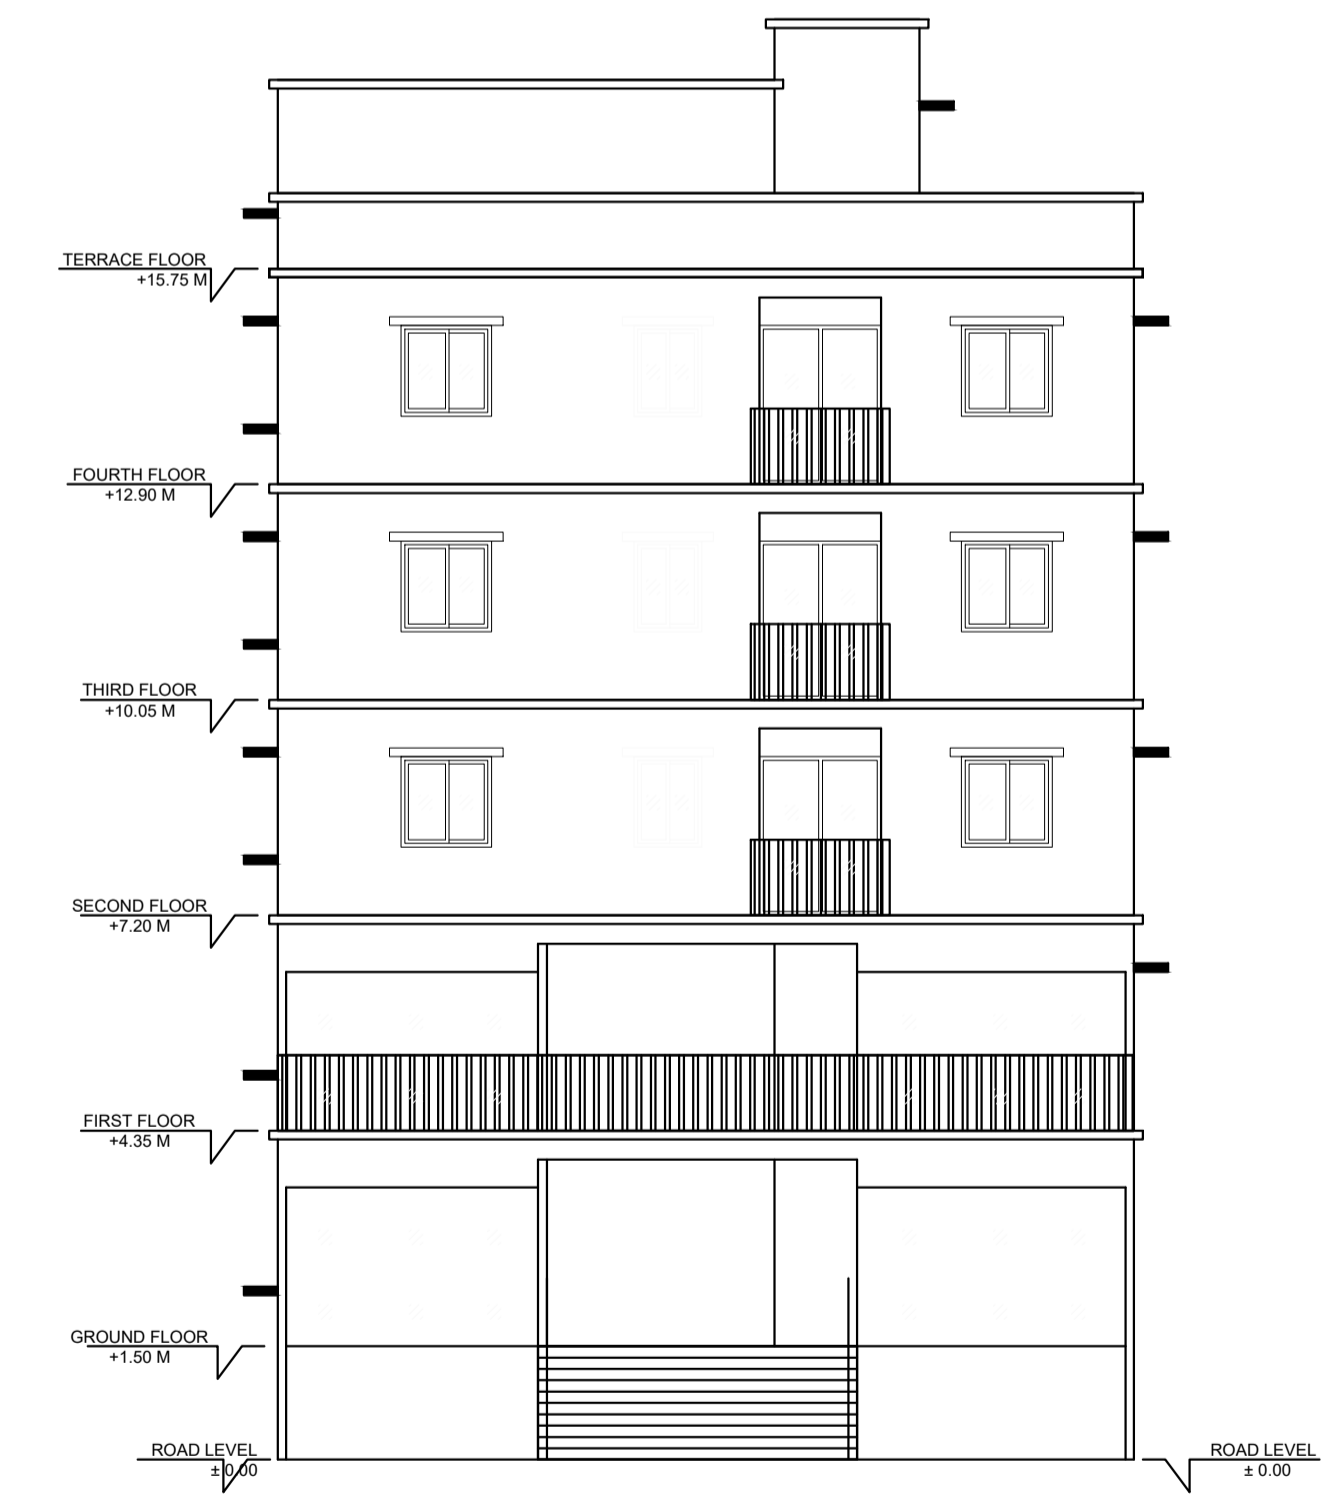 TERRACE FLOOR
+15.75 M
FOURTH FLOOR
+12.90 M
THIRD FLOOR
+10.05 M
SECOND FLOOR
+7.20 M
FIRST FLOOR
+4.35 M
GROUND FLOOR
+1.50 M
ROAD LEVEL
± 0.00
ROAD LEVEL
± 0.00